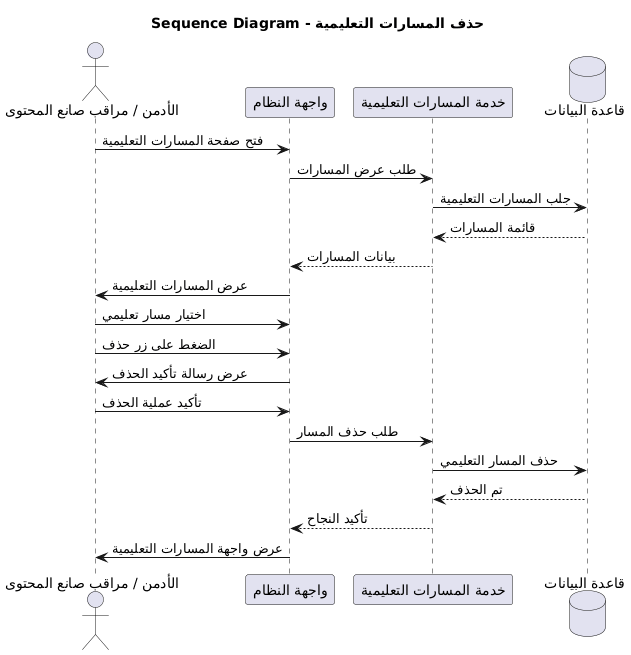 Sequence Diagram - حذف المسارات التعليمية
الأدمن / مراقب صانع المحتوى
واجهة النظام
خدمة المسارات التعليمية
قاعدة البيانات
فتح صفحة المسارات التعليمية
طلب عرض المسارات
جلب المسارات التعليمية
قائمة المسارات
بيانات المسارات
عرض المسارات التعليمية
اختيار مسار تعليمي
الضغط على زر حذف
عرض رسالة تأكيد الحذف
تأكيد عملية الحذف
طلب حذف المسار
حذف المسار التعليمي
تم الحذف
تأكيد النجاح
عرض واجهة المسارات التعليمية
الأدمن / مراقب صانع المحتوى
واجهة النظام
خدمة المسارات التعليمية
قاعدة البيانات